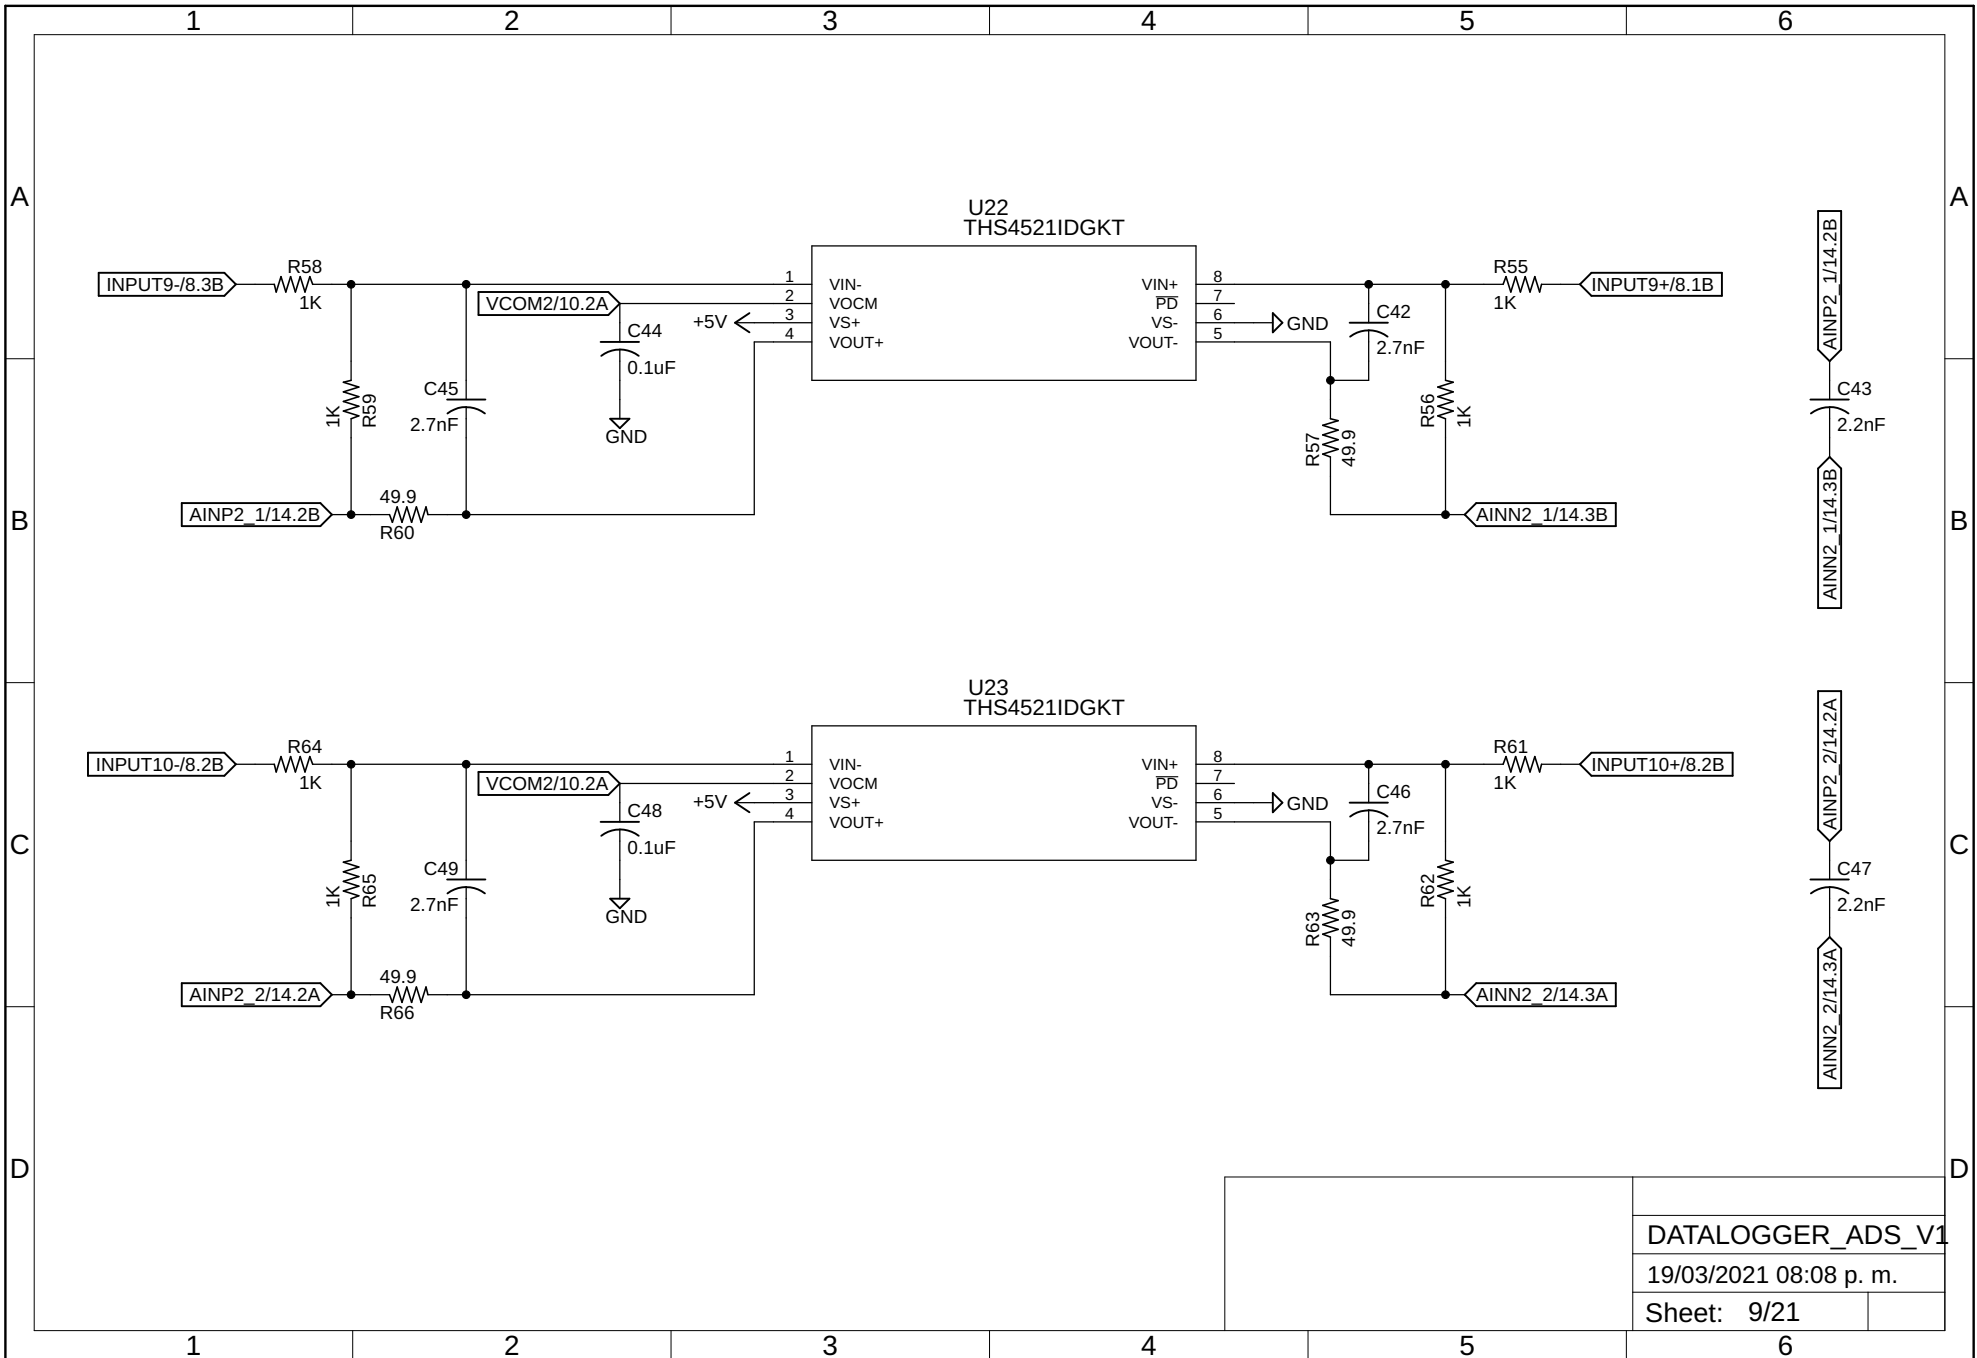 1 2 3 4 5 6
A A
U22
THS4521IDGKT
INPUT9-/8.3B
R58
1K
VCOM2/10.2A
C44
0.1uF
GND
+5V
1 VIN-
2 VOCM
3 VS+
4 VOUT+
VIN+ 8
PD 7
VS- 6
VOUT- 5
GND
C42
2.7nF
R55
1K
INPUT9+/8.1B
1K
R59
C45
2.7nF
R57
49.9
R56
1K
AINP2_1/14.2B
49.9
R60
AINN2_1/14.3B
AINP2_1/14.2B
C43
2.2nF
AINN2_1/14.3B
B B
U23
THS4521IDGKT
INPUT10-/8.2B
R64
1K
VCOM2/10.2A
C48
0.1uF
GND
+5V
1 VIN-
2 VOCM
3 VS+
4 VOUT+
VIN+ 8
PD 7
VS- 6
VOUT- 5
GND
C46
2.7nF
R61
1K
INPUT10+/8.2B
1K
R65
C49
2.7nF
R63
49.9
R62
1K
AINP2_2/14.2A
49.9
R66
AINN2_2/14.3A
AINP2_2/14.2A
C47
2.2nF
AINN2_2/14.3A
C C
D D
DATALOGGER_ADS_V1
19/03/2021 08:08 p. m.
Sheet: 9/21
1 2 3 4 5 6